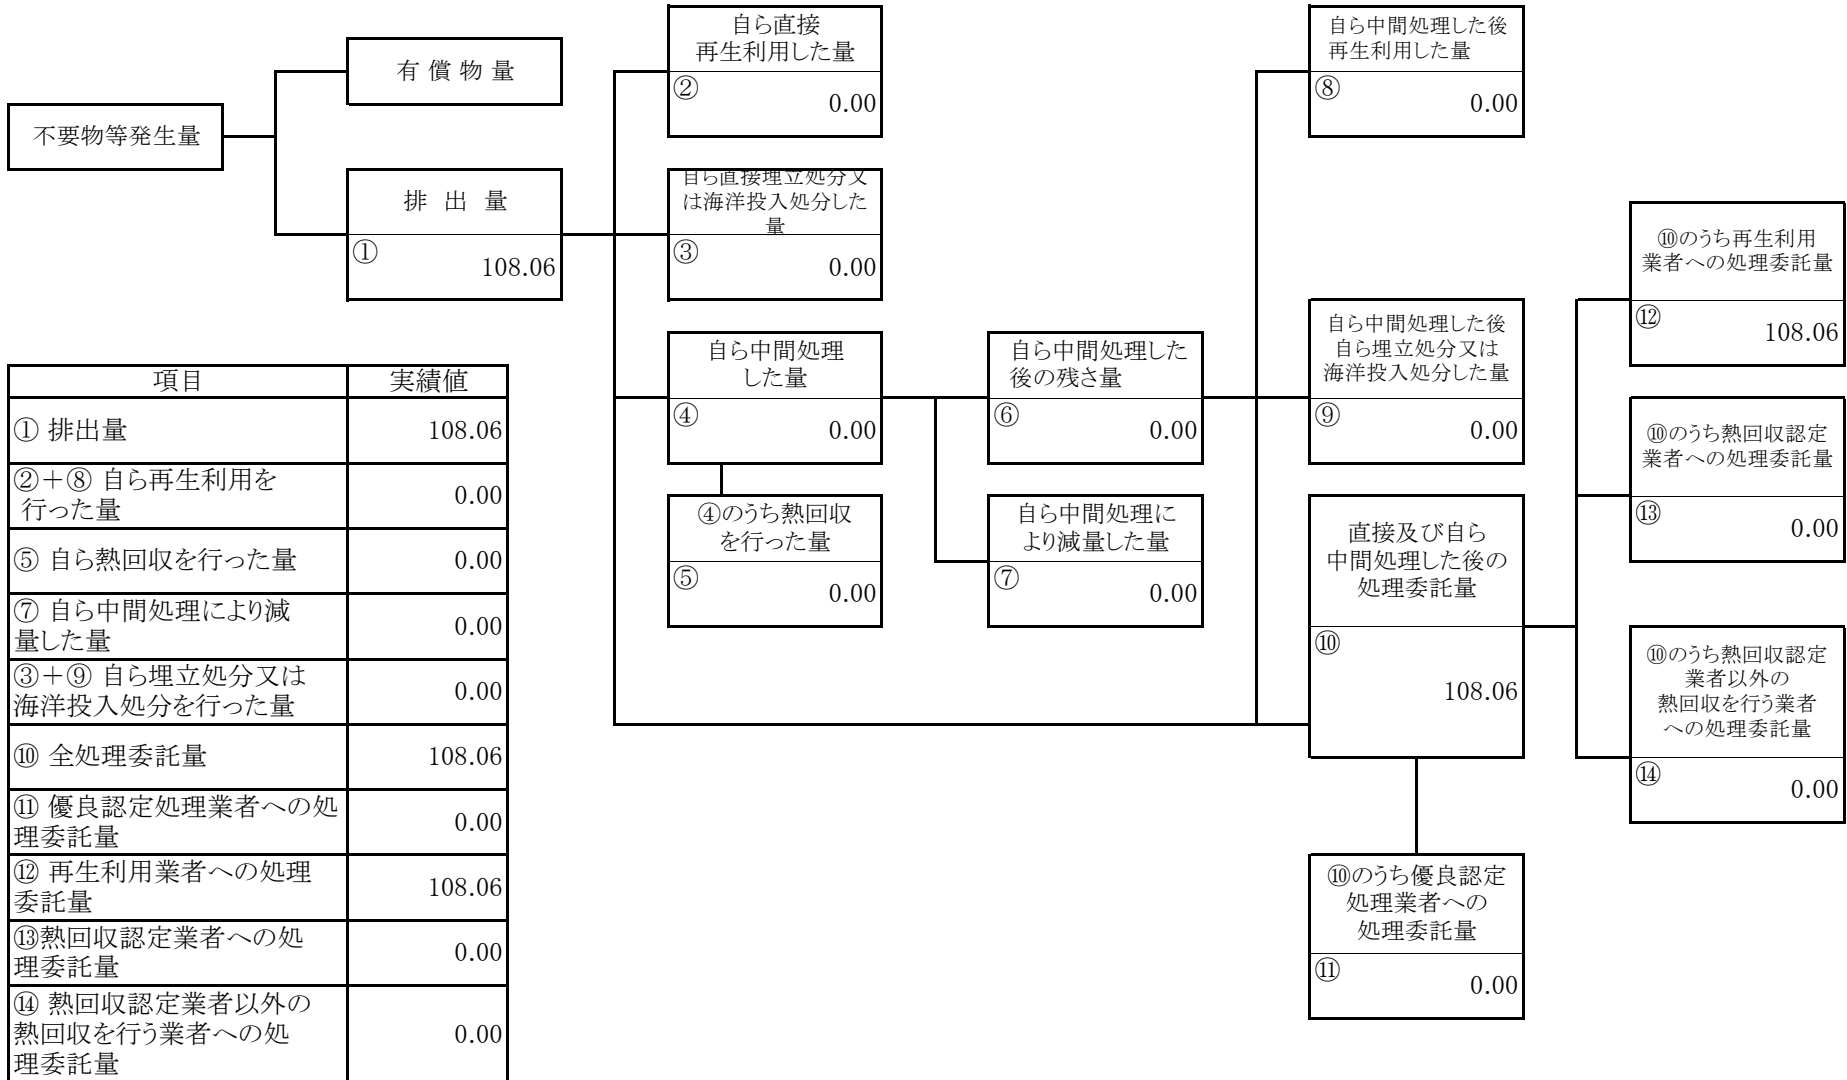 不要物等発生量
有 償 物 量
排 出 量
①
108.06
自ら直接
再生利用した量
②
0.00
自ら直接埋立処分又
は海洋投入処分した
量
③
0.00
自ら中間処理
した量
④
0.00
④のうち熱回収
を行った量
⑤
0.00
自ら中間処理した
後の残さ量
⑥
0.00
自ら中間処理に
より減量した量
⑦
0.00
自ら中間処理した後
再生利用した量
⑧
0.00
自ら中間処理した後
自ら埋立処分又は
海洋投入処分した量
⑨
0.00
直接及び自ら
中間処理した後の
処理委託量
⑩
108.06
⑩のうち優良認定
処理業者への
処理委託量
⑪
0.00
⑩のうち再生利用
業者への処理委託量
⑫
108.06
⑩のうち熱回収認定
業者への処理委託量
⑬
0.00
⑩のうち熱回収認定
業者以外の
熱回収を行う業者
への処理委託量
⑭
0.00
項目 実績値
① 排出量 108.06
②＋⑧ 自ら再生利用を
行った量 0.00
⑤ 自ら熱回収を行った量 0.00
⑦ 自ら中間処理により減
量した量 0.00
③＋⑨ 自ら埋立処分又は
海洋投入処分を行った量 0.00
⑩ 全処理委託量 108.06
⑪ 優良認定処理業者への処
理委託量 0.00
⑫ 再生利用業者への処理
委託量 108.06
⑬熱回収認定業者への処
理委託量 0.00
⑭ 熱回収認定業者以外の
熱回収を行う業者への処
理委託量 0.00